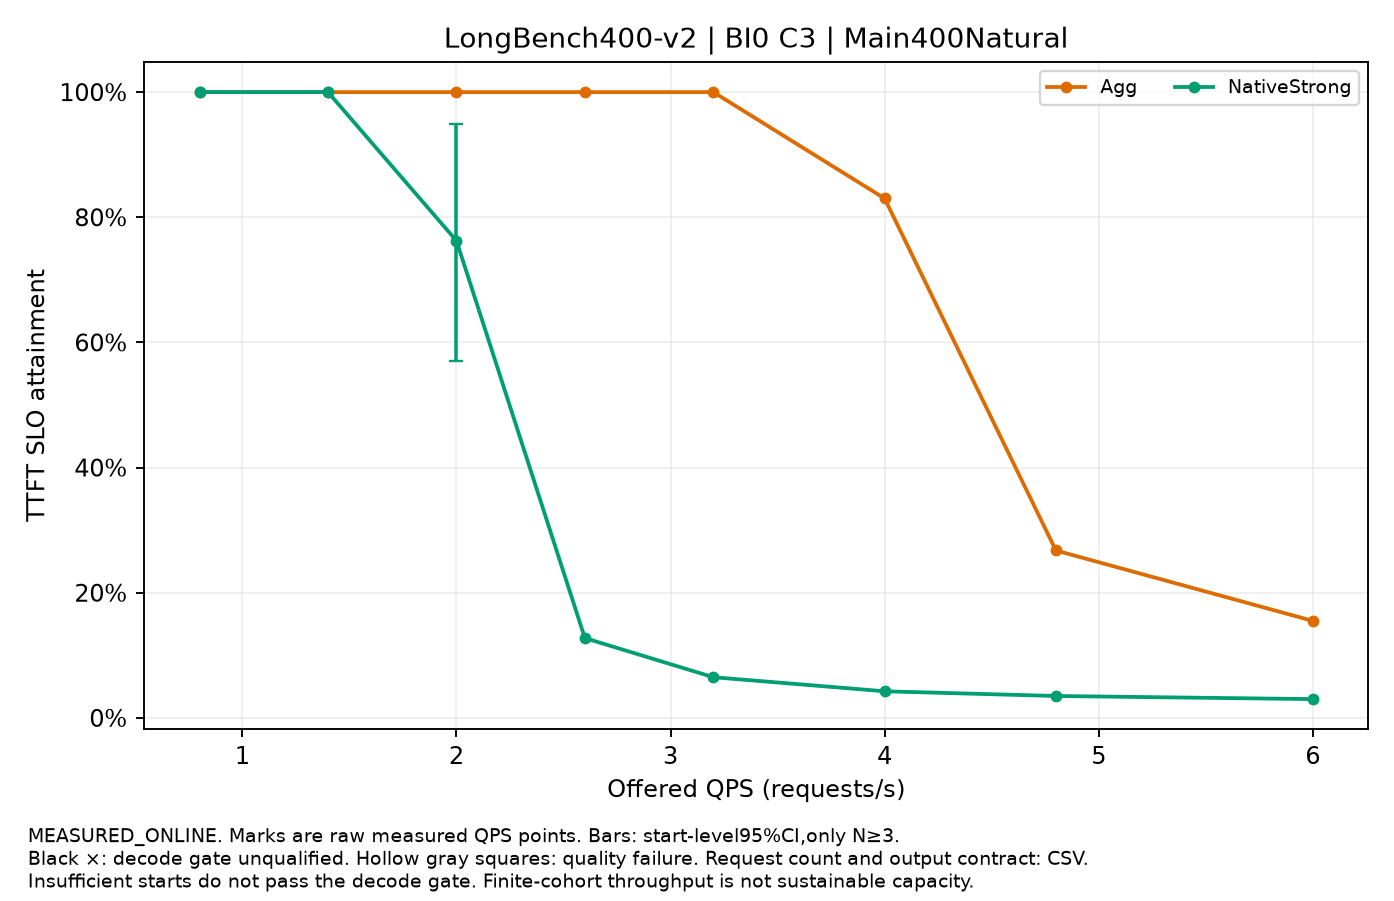 LongBench400-v2 | BI0 C3 | Main400Natural
Agg
NativeStrong
TTFT SLO attainment
100%
80%
60%
40%
20%
0%
1
2
3
4
5
6
Offered QPS (requests/s)
MEASURED_ONLINE. Marks are raw measured QPS points. Bars: start-level95%CI,only N≥3.
Black ×: decode gate unqualified. Hollow gray squares: quality failure. Request count and output contract: CSV.
Insufficient starts do not pass the decode gate. Finite-cohort throughput is not sustainable capacity.